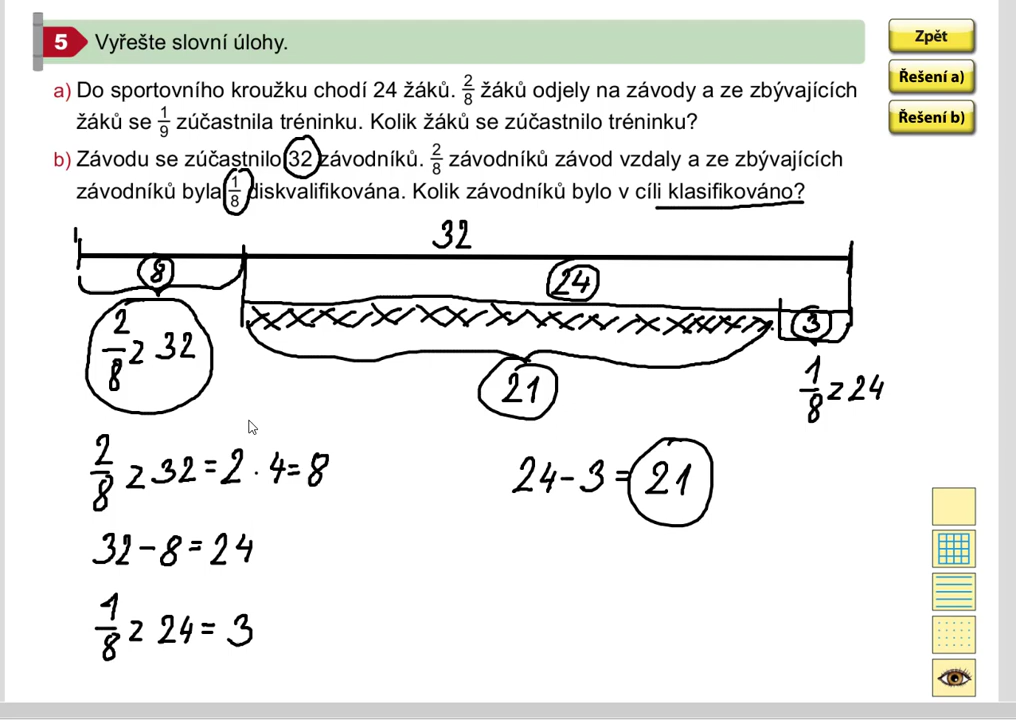 5 Vyřešte slovní úlohy.
Zpět
Řešení a)
Řešení b)
a) Do sportovního kroužku chodí 24 žáků. 2/8 žáků odjely na závody a ze zbývajících
žáků se 1/9 zúčastnila tréninku. Kolik žáků se zúčastnilo tréninku?
b) Závodu se zúčastnilo 32 závodníků. 2/8 závodníků závod vzdaly a ze zbývajících
závodníků byla 1/8 diskvalifikována. Kolik závodníků bylo v cíli klasifikováno?
32
8
24
3
2/8 z 32
21
1/8 z 24
2/8 z 32 = 2 · 4 = 8
24 - 3 = 21
32 - 8 = 24
1/8 z 24 = 3